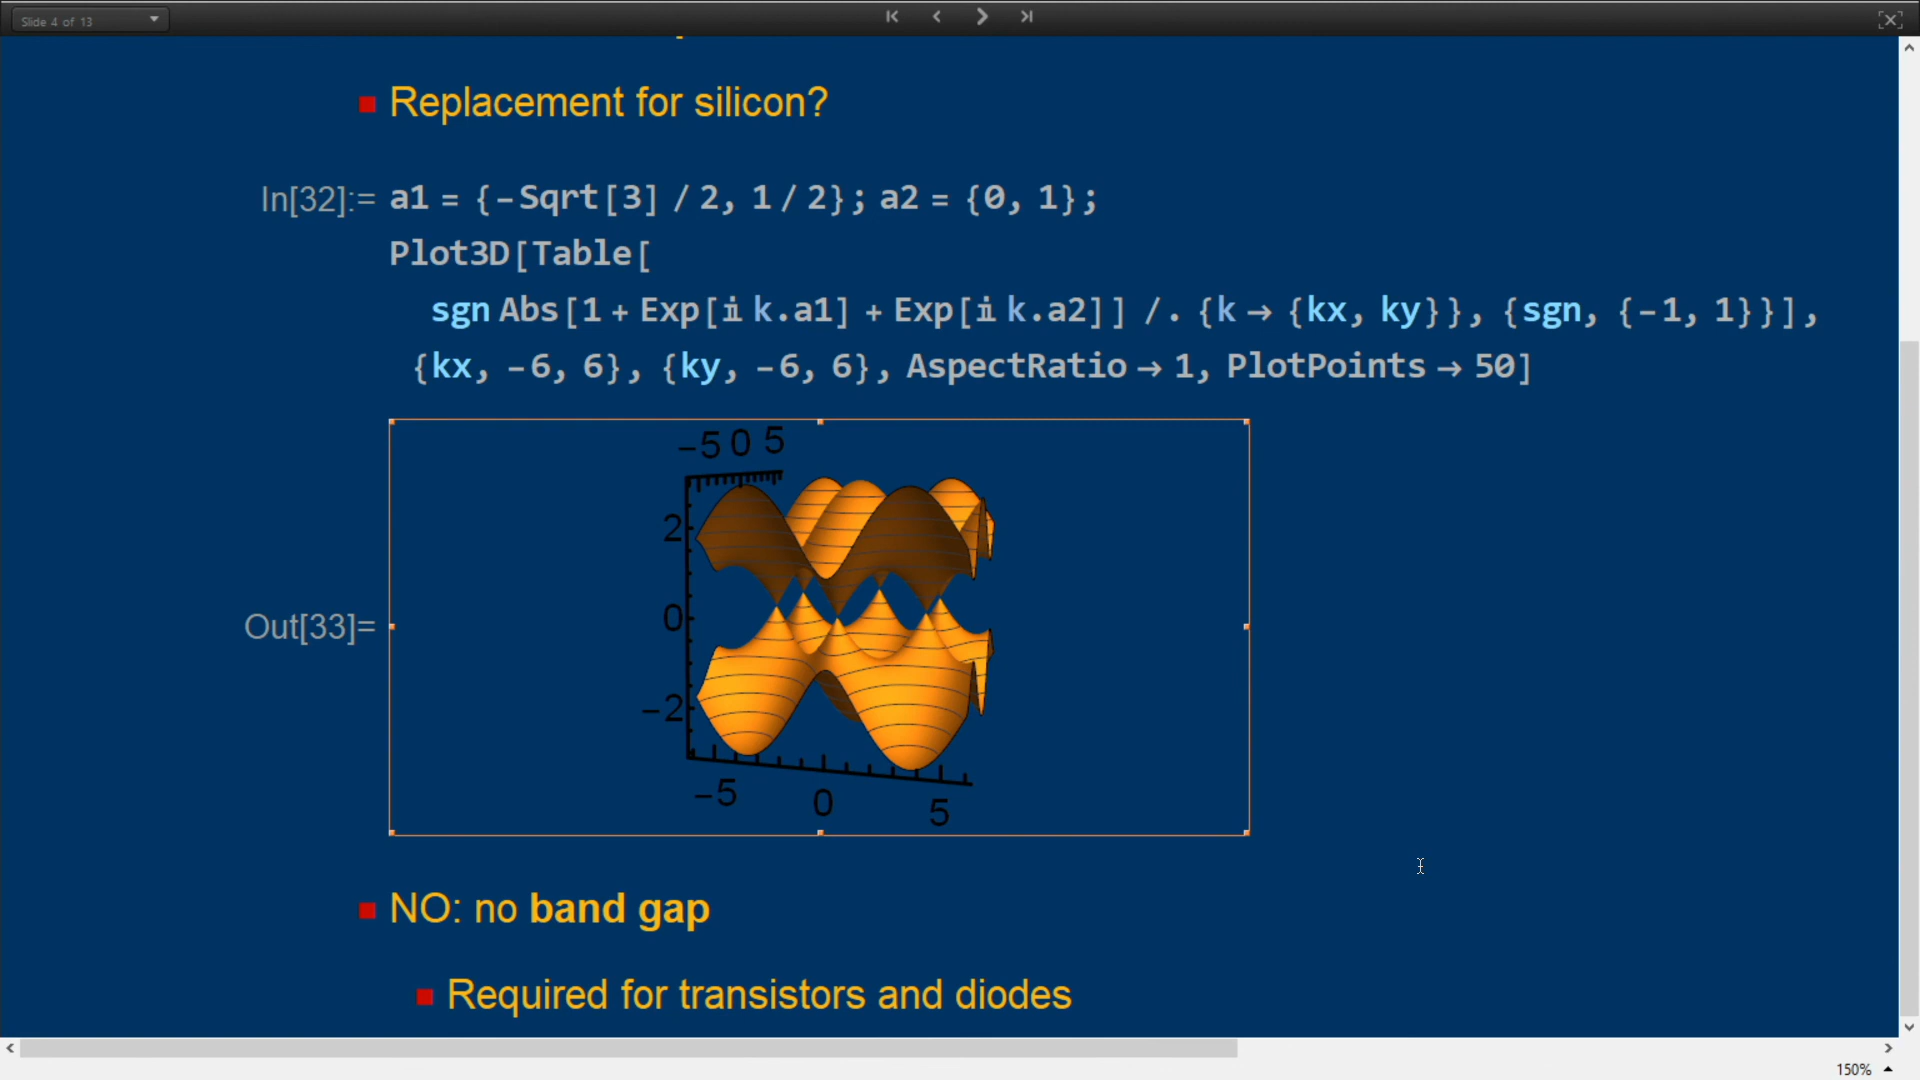 Slide 4 of 13
Replacement for silicon?
In[32]:= a1 = {-Sqrt[3] / 2, 1 / 2}; a2 = {0, 1};
Plot3D[Table[
sgn Abs[1 + Exp[ⅈ k.a1] + Exp[ⅈ k.a2]] /. {k → {kx, ky}}, {sgn, {-1, 1}}],
{kx, -6, 6}, {ky, -6, 6}, AspectRatio → 1, PlotPoints → 50]
-5 0 5
2
0
Out[33]=
-2
-5 0 5
NO: no band gap
Required for transistors and diodes
150%